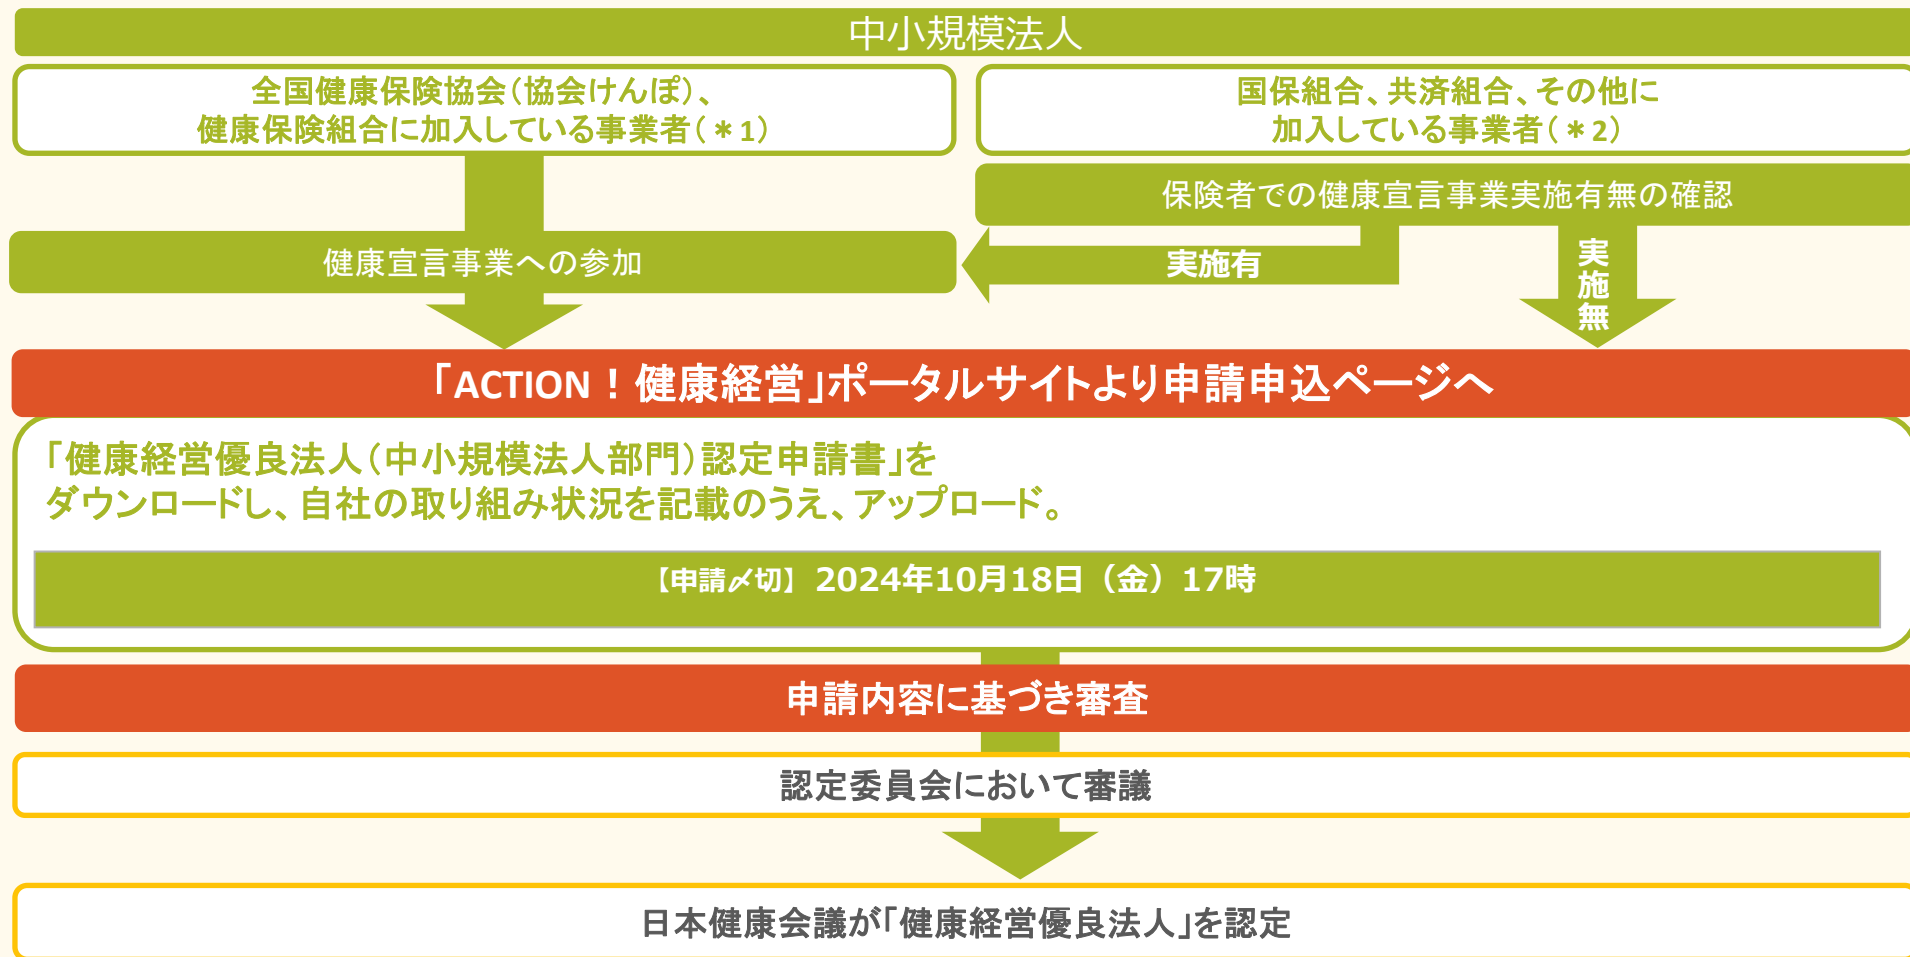 中小規模法人
全国健康保険協会（協会けんぽ）、
健康保険組合に加入している事業者（＊1）
国保組合、共済組合、その他に
加入している事業者（＊2）
保険者での健康宣言事業実施有無の確認
健康宣言事業への参加
実施有
実施無
「ACTION！健康経営」ポータルサイトより申請申込ページへ
「健康経営優良法人（中小規模法人部門）認定申請書」を
ダウンロードし、自社の取り組み状況を記載のうえ、アップロード。
【申請〆切】2024年10月18日（金）17時
申請内容に基づき審査
認定委員会において審議
日本健康会議が「健康経営優良法人」を認定